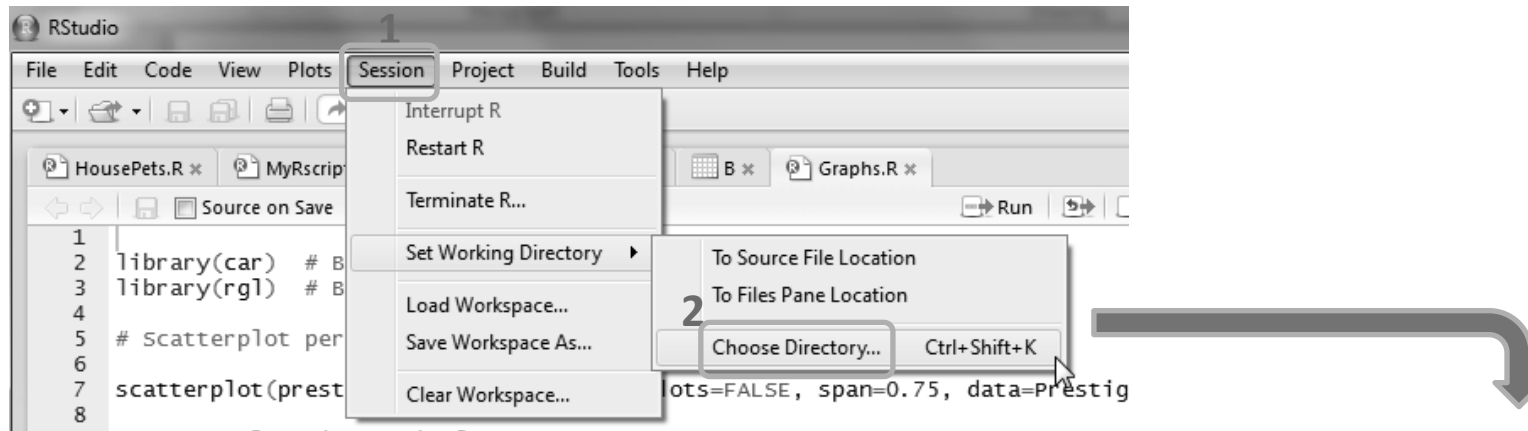 RStudio
1
File Edit Code View Plots Session Project Build Tools Help
Interrupt R
Restart R
HousePets.R MyRscrip B Graphs.R
Source on Save Terminate R... Run
1
2 library(car) # B Set Working Directory To Source File Location
3 library(rgl) # B To Files Pane Location
4 Load Workspace... 2
5 # Scatterplot per Save Workspace As... Choose Directory... Ctrl+Shift+K
6
7 scatterplot(prest Clear Workspace... lots=FALSE, span=0.75, data=Prestig
8